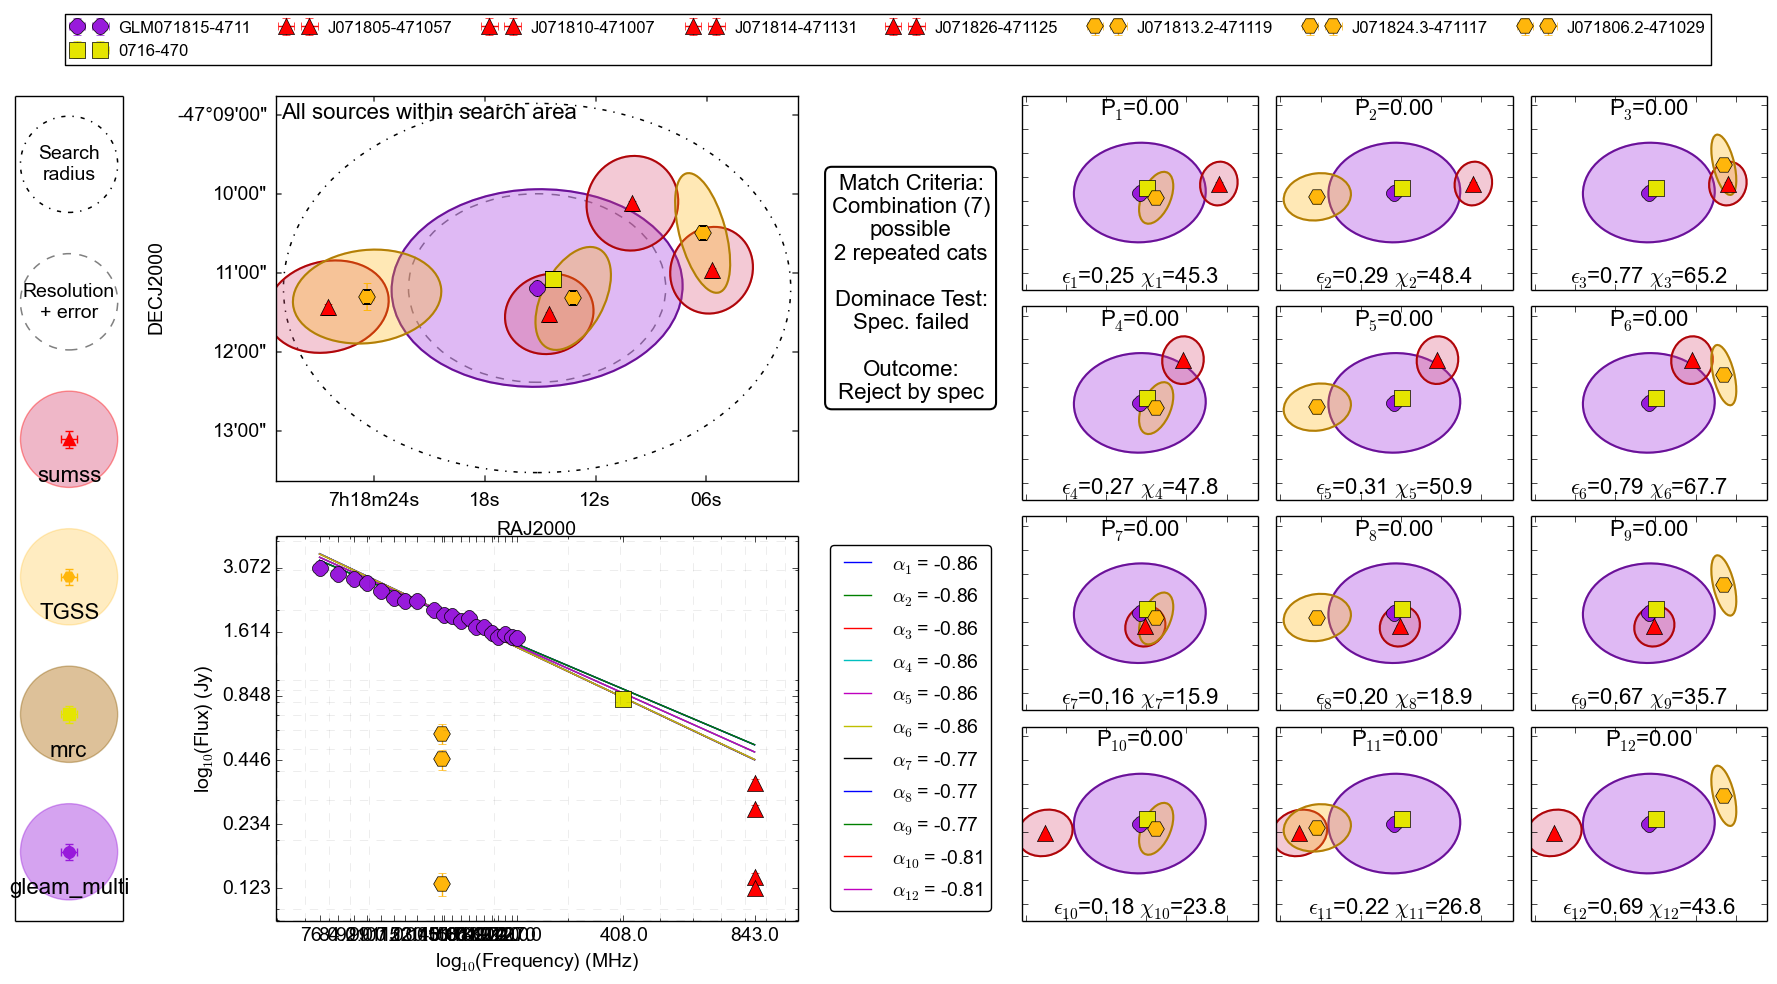 GLM071815-4711 J071805-471057 J071810-471007 J071814-471131 J071826-471125 J071813.2-471119 J071824.3-471117 J071806.2-471029
0716-470
Search
radius
Resolution
+ error
sumss
TGSS
mrc
gleam_multi
All sources within search area
DECJ2000
-47°09'00"
10'00"
11'00"
12'00"
13'00"
7h18m24s 18s 12s 06s
RAJ2000
Match Criteria:
Combination (7)
possible
2 repeated cats
Dominace Test:
Spec. failed
Outcome:
Reject by spec
log₁₀(Flux) (Jy)
3.072
1.614
0.848
0.446
0.234
0.123
408.0 843.0
log₁₀(Frequency) (MHz)
α₁ = -0.86
α₂ = -0.86
α₃ = -0.86
α₄ = -0.86
α₅ = -0.86
α₆ = -0.86
α₇ = -0.77
α₈ = -0.77
α₉ = -0.77
α₁₀ = -0.81
α₁₂ = -0.81
P₁=0.00
ϵ₁=0.25 χ₁=45.3
P₂=0.00
ϵ₂=0.29 χ₂=48.4
P₃=0.00
ϵ₃=0.77 χ₃=65.2
P₄=0.00
ϵ₄=0.27 χ₄=47.8
P₅=0.00
ϵ₅=0.31 χ₅=50.9
P₆=0.00
ϵ₆=0.79 χ₆=67.7
P₇=0.00
ϵ₇=0.16 χ₇=15.9
P₈=0.00
ϵ₈=0.20 χ₈=18.9
P₉=0.00
ϵ₉=0.67 χ₉=35.7
P₁₀=0.00
ϵ₁₀=0.18 χ₁₀=23.8
P₁₁=0.00
ϵ₁₁=0.22 χ₁₁=26.8
P₁₂=0.00
ϵ₁₂=0.69 χ₁₂=43.6